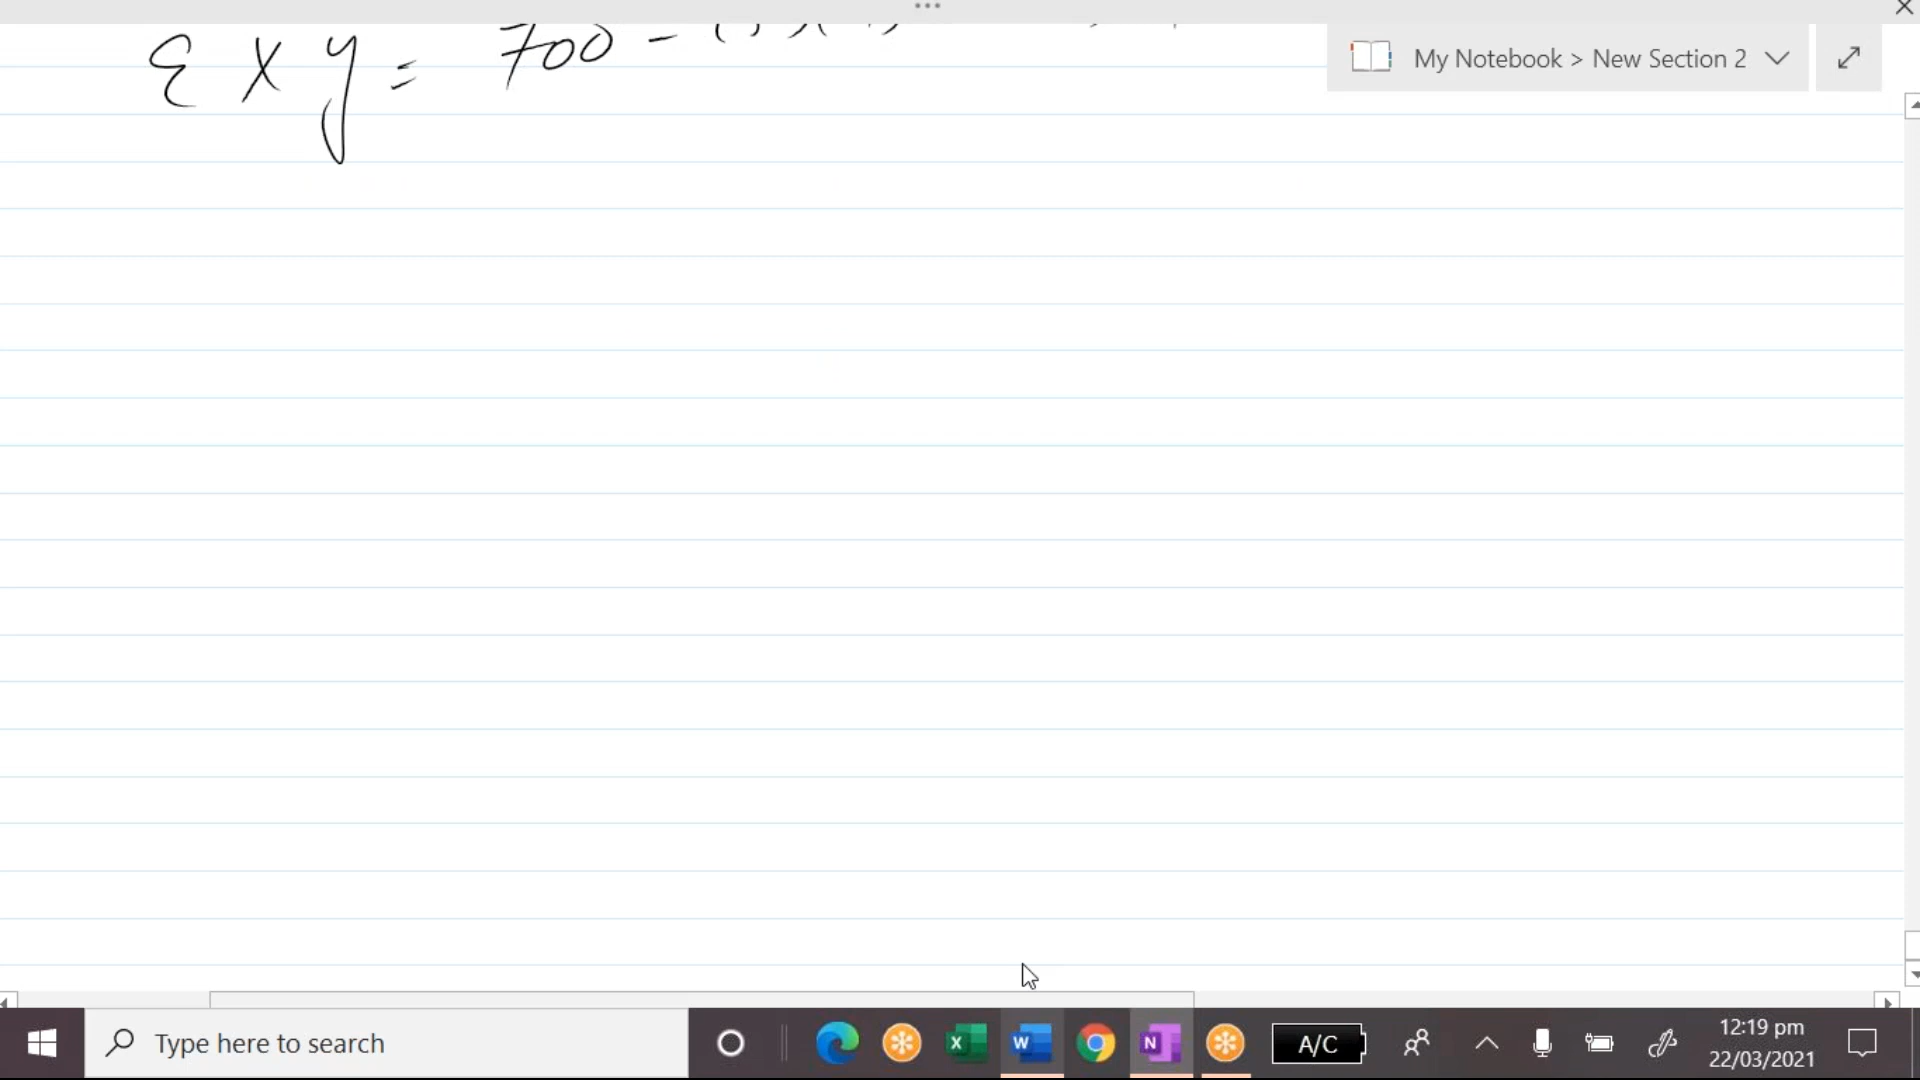 Σ X y = 700 -
My Notebook > New Section 2
Type here to search
A/C
12:19 pm
22/03/2021